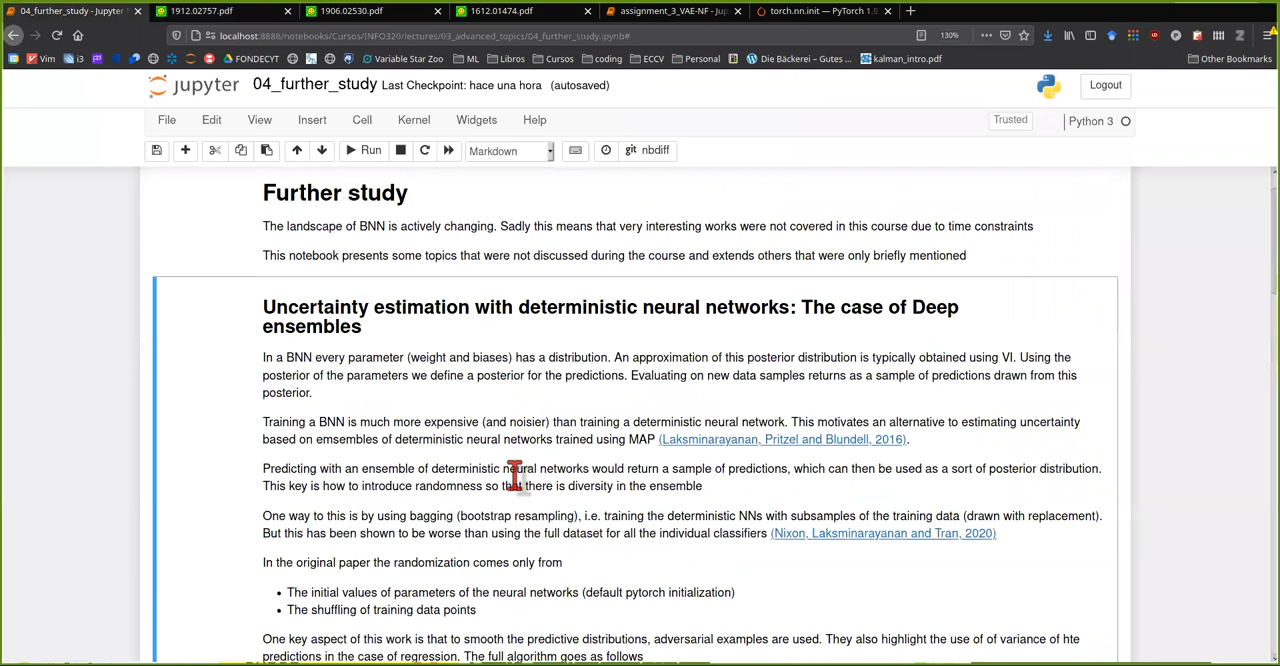 04_further_study - Jupyter N
1912.02757.pdf
1906.02530.pdf
1612.01474.pdf
assignment_3_VAE-NF - Jup
torch.nn.init — PyTorch 1.9
localhost:8888/notebooks/Cursos/INFO320/lectures/03_advanced_topics/04_further_study.ipynb#
130%
Vim
i3
FONDECYT
Variable Star Zoo
ML
Libros
Cursos
coding
ECCV
Personal
Die Bäckerei – Gutes ...
kalman_intro.pdf
Other Bookmarks
jupyter 04_further_study Last Checkpoint: hace una hora (autosaved)
Logout
File Edit View Insert Cell Kernel Widgets Help
Trusted
Python 3
Run
Markdown
git nbdiff
Further study
The landscape of BNN is actively changing. Sadly this means that very interesting works were not covered in this course due to time constraints
This notebook presents some topics that were not discussed during the course and extends others that were only briefly mentioned
Uncertainty estimation with deterministic neural networks: The case of Deep
ensembles
In a BNN every parameter (weight and biases) has a distribution. An approximation of this posterior distribution is typically obtained using VI. Using the
posterior of the parameters we define a posterior for the predictions. Evaluating on new data samples returns as a sample of predictions drawn from this
posterior.
Training a BNN is much more expensive (and noisier) than training a deterministic neural network. This motivates an alternative to estimating uncertainty
based on emsembles of deterministic neural networks trained using MAP (Laksminarayanan, Pritzel and Blundell, 2016).
Predicting with an ensemble of deterministic neural networks would return a sample of predictions, which can then be used as a sort of posterior distribution.
This key is how to introduce randomness so that there is diversity in the ensemble
One way to this is by using bagging (bootstrap resampling), i.e. training the deterministic NNs with subsamples of the training data (drawn with replacement).
But this has been shown to be worse than using the full dataset for all the individual classifiers (Nixon, Laksminarayanan and Tran, 2020)
In the original paper the randomization comes only from
• The initial values of parameters of the neural networks (default pytorch initialization)
• The shuffling of training data points
One key aspect of this work is that to smooth the predictive distributions, adversarial examples are used. They also highlight the use of of variance of hte
predictions in the case of regression. The full algorithm goes as follows